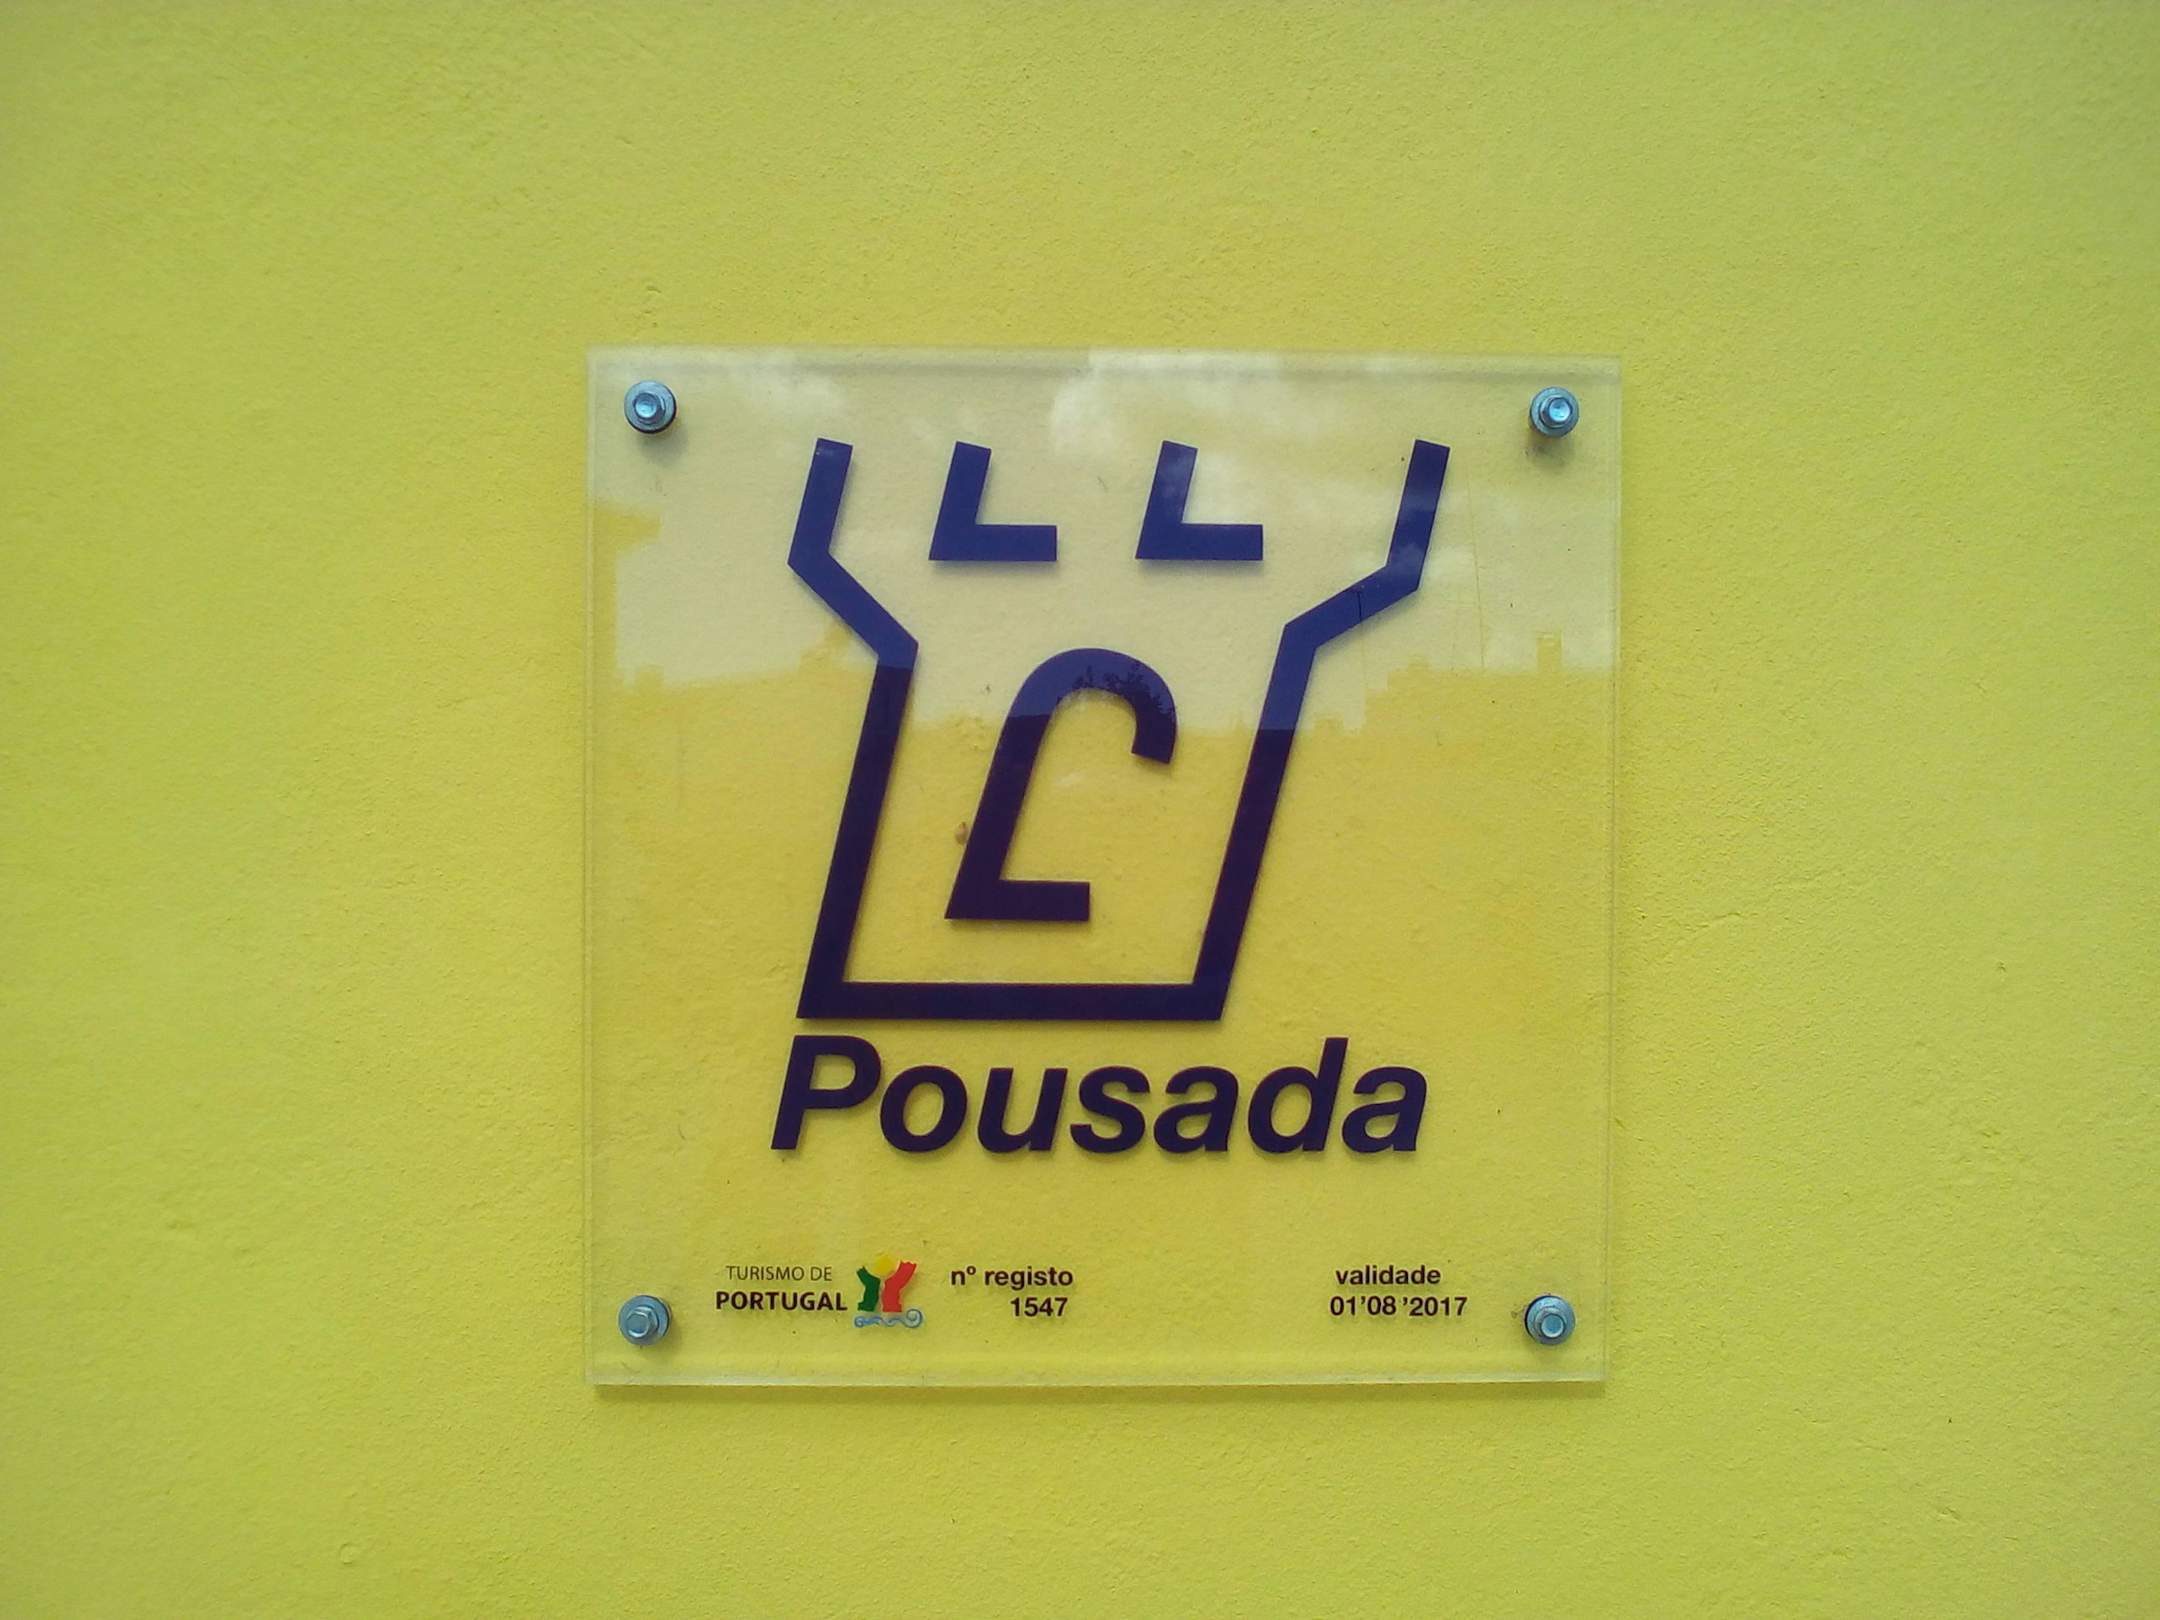 Pousada
TURISMO DE
PORTUGAL
nº registo
1547
validade
01'08'2017